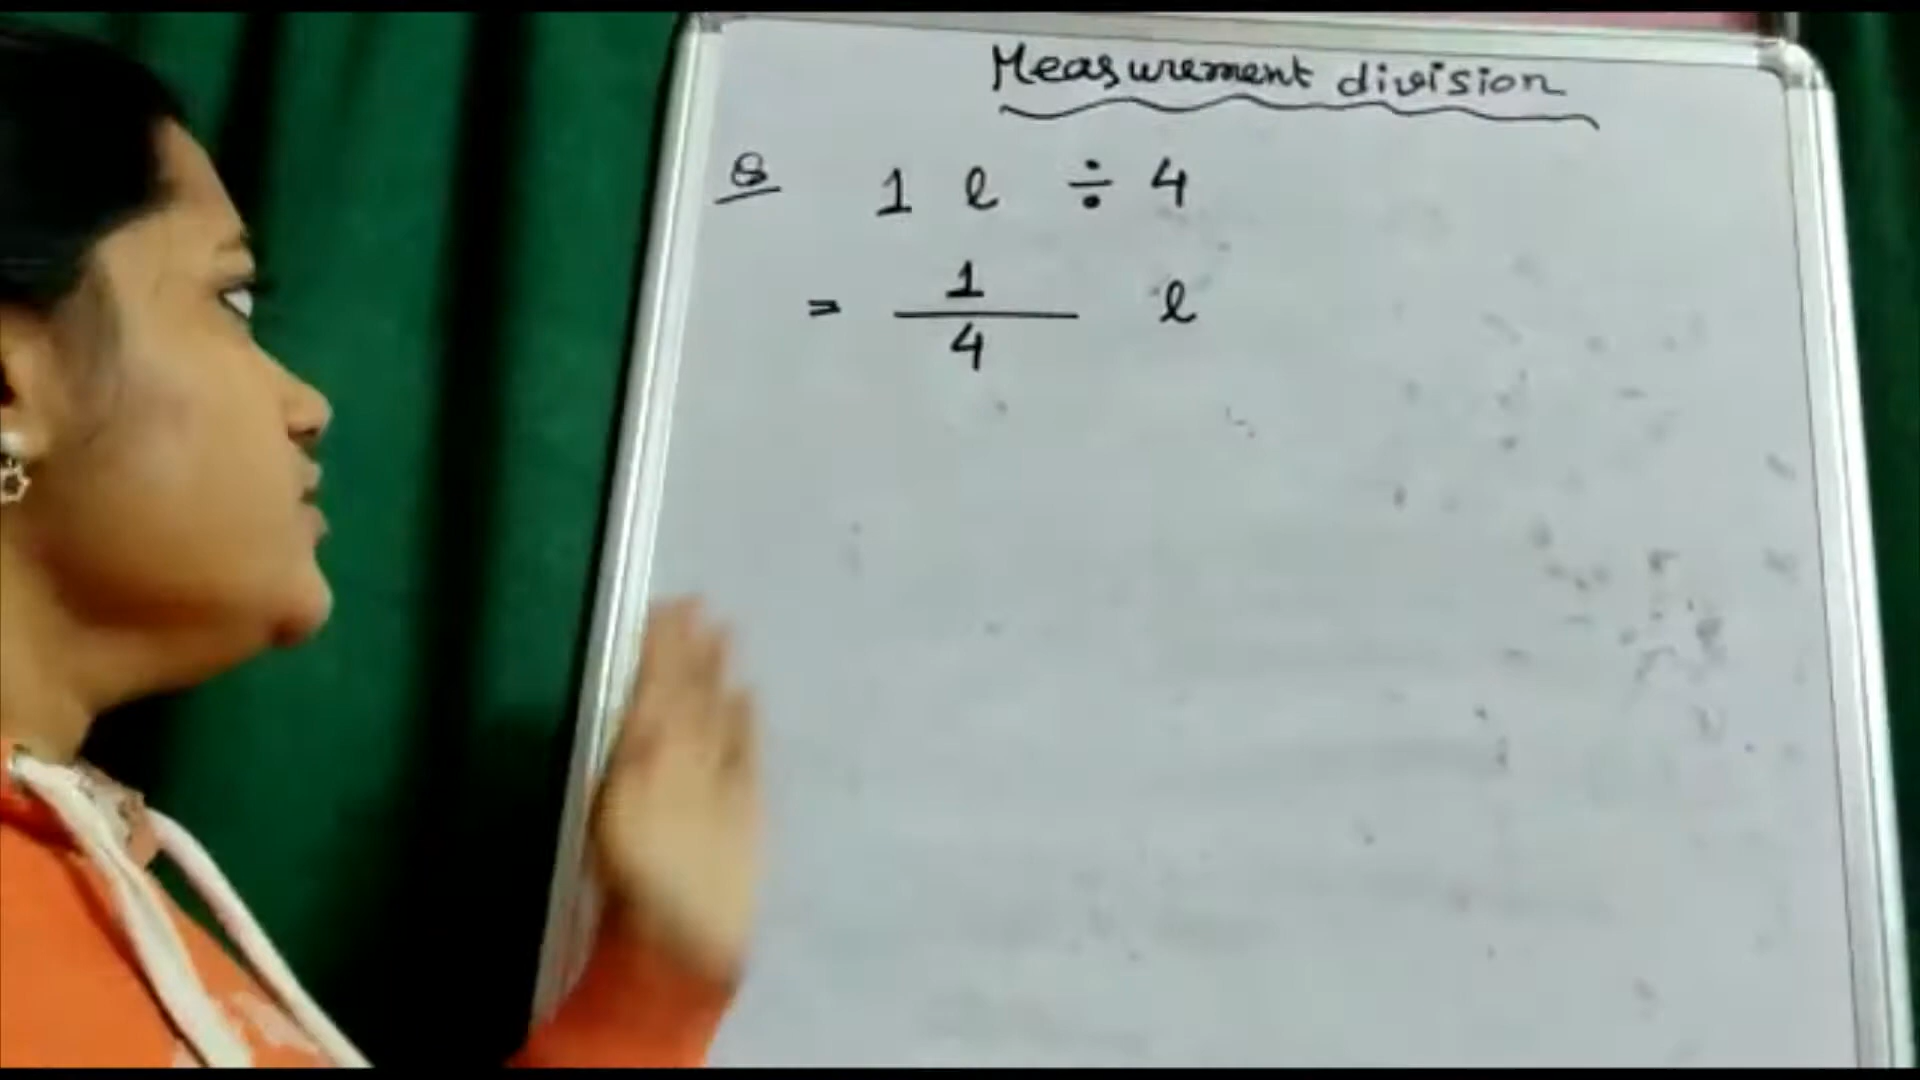 Measurement division
Q 1 l ÷ 4
= 1/4 l